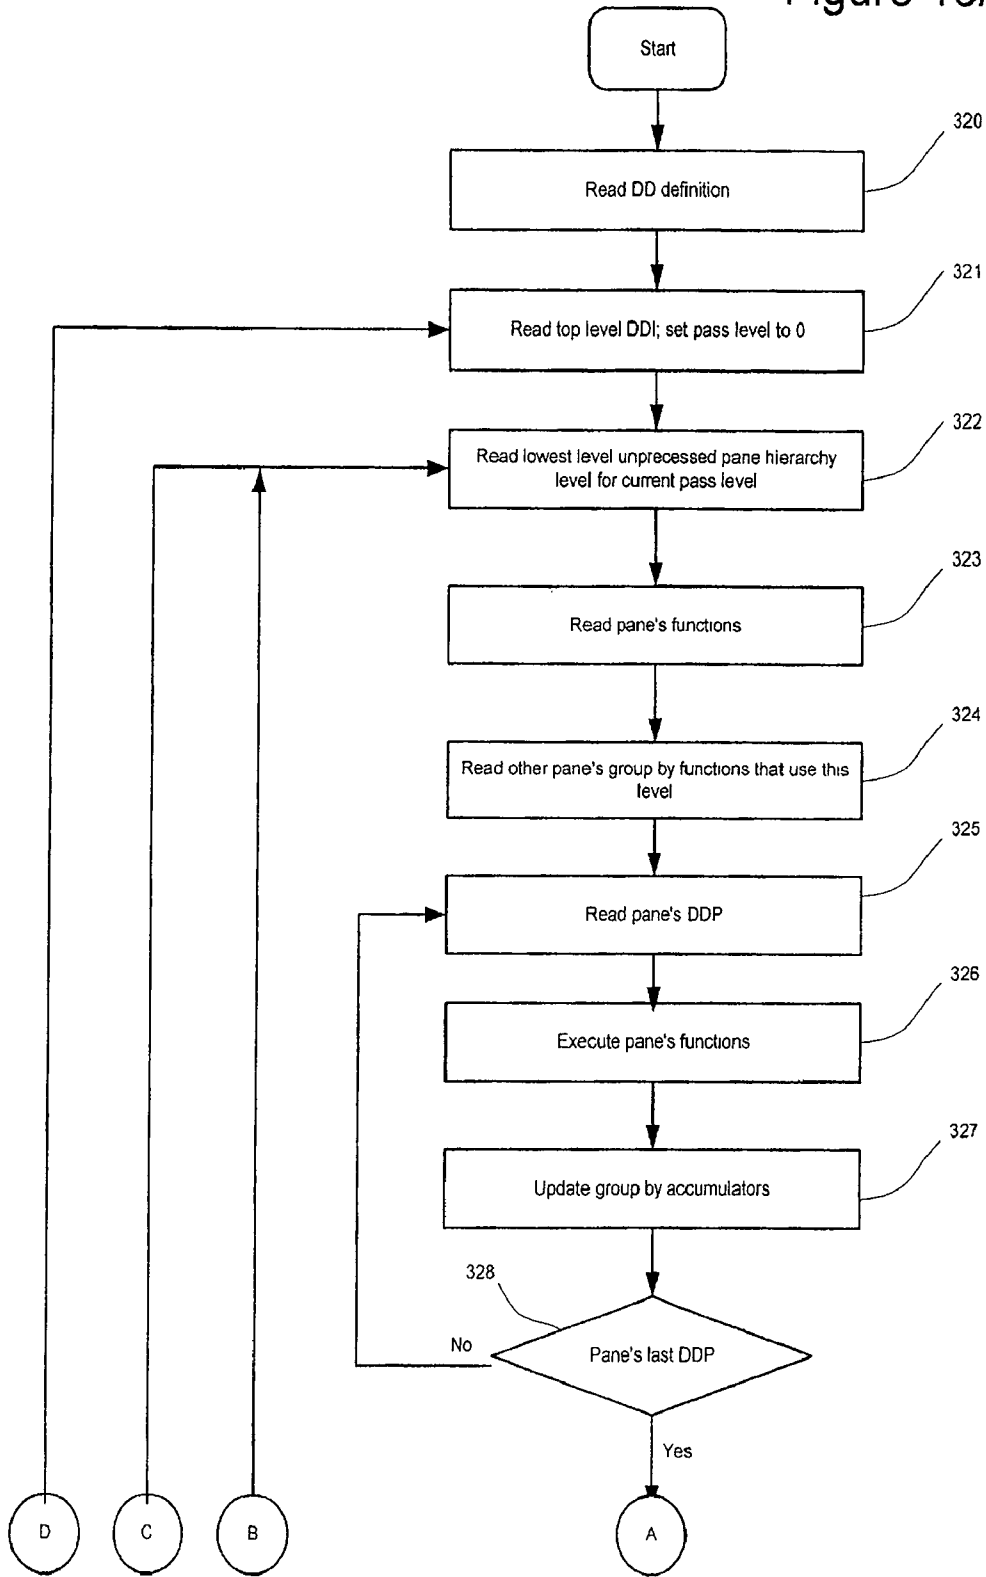 Figure
Start
320
Read DD definition
321
Read top level DDI; set pass level to 0
322
Read lowest level unprecessed pane hierarchy
level for current pass level
323
Read pane's functions
324
Read other pane's group by functions that use this
level
325
Read pane's DDP
326
Execute pane's functions
327
Update group by accumulators
328
Pane's last DDP
No
Yes
D
C
B
A